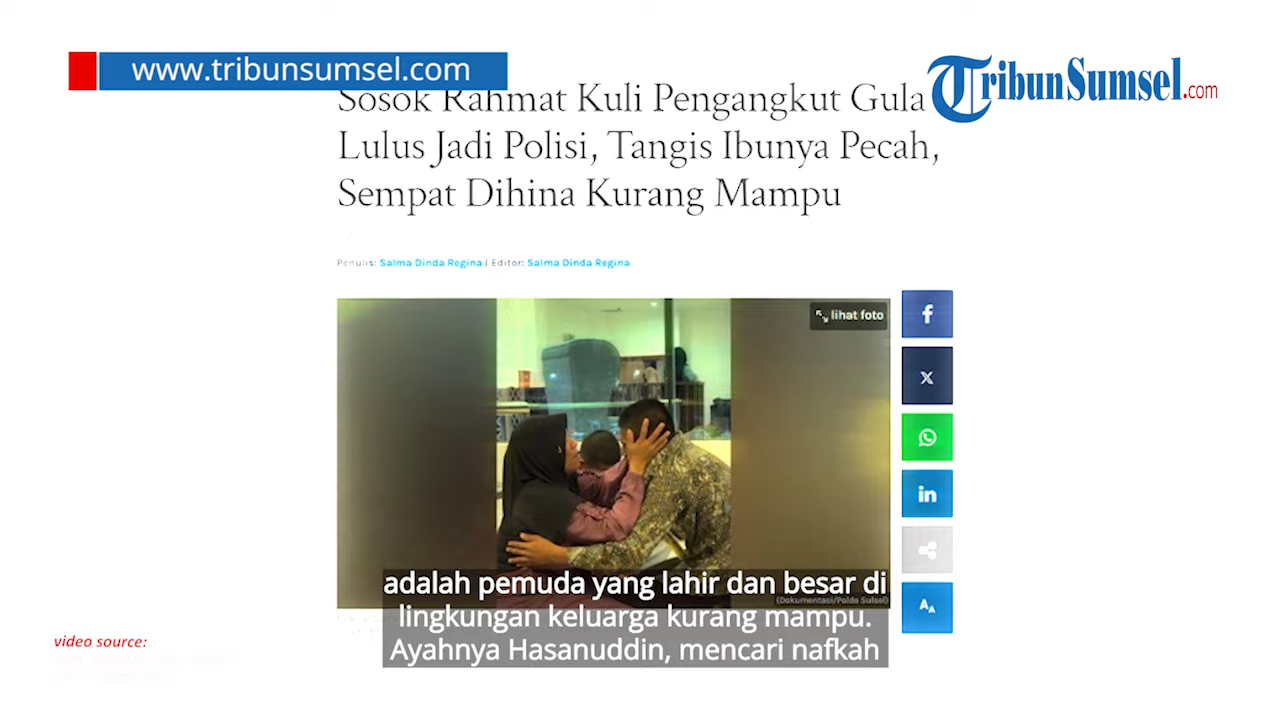 www.tribunsumsel.com
TribunSumsel.com
Sosok Rahmat Kuli Pengangkut Gula
Lulus Jadi Polisi, Tangis Ibunya Pecah,
Sempat Dihina Kurang Mampu
Penulis: Salma Dinda Regina | Editor: Salma Dinda Regina
lihat foto
f
X
in
AA
(Dokumentasi/Polda Sulsel)
adalah pemuda yang lahir dan besar di
lingkungan keluarga kurang mampu.
Ayahnya Hasanuddin, mencari nafkah
video source: